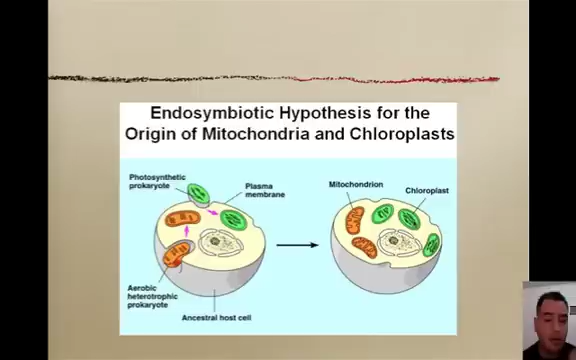 Endosymbiotic Hypothesis for the
Origin of Mitochondria and Chloroplasts
Photosynthetic
prokaryote
Plasma
membrane
Aerobic
heterotrophic
prokaryote
Ancestral host cell
Mitochondrion
Chloroplast